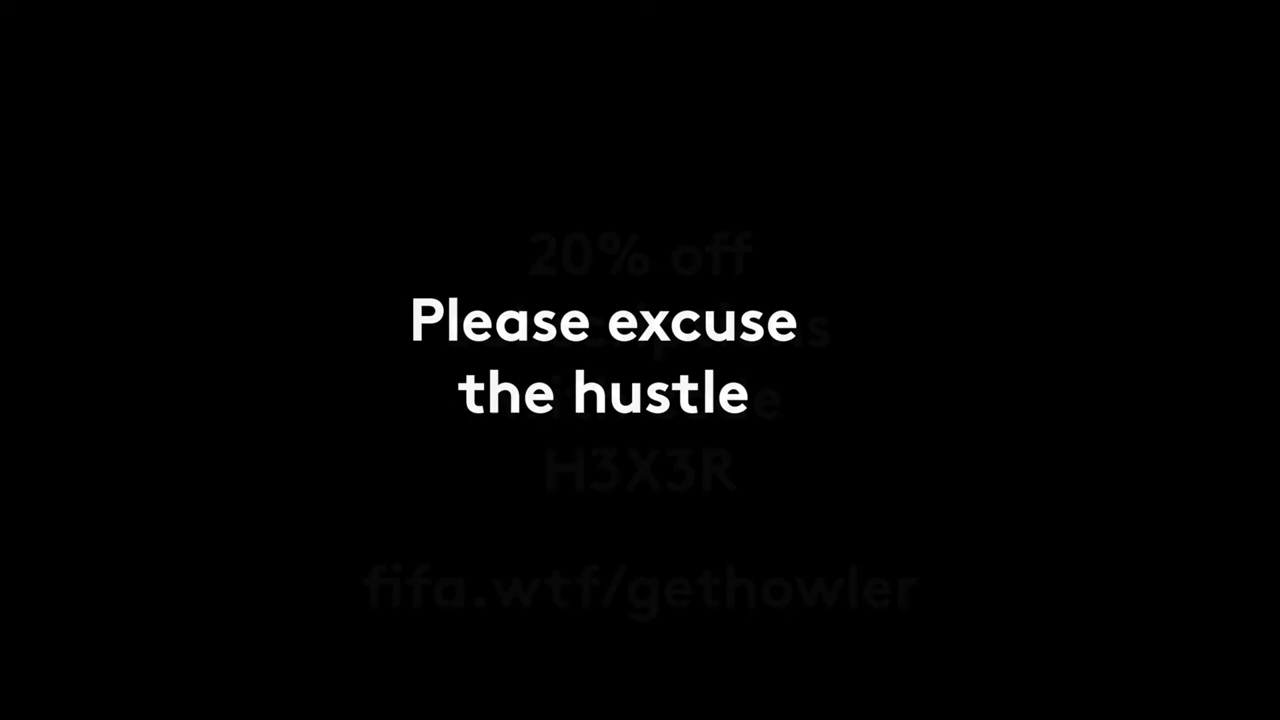 20% off
Please excuse
the hustle
H3X3R
fifa.wtf/gethowler